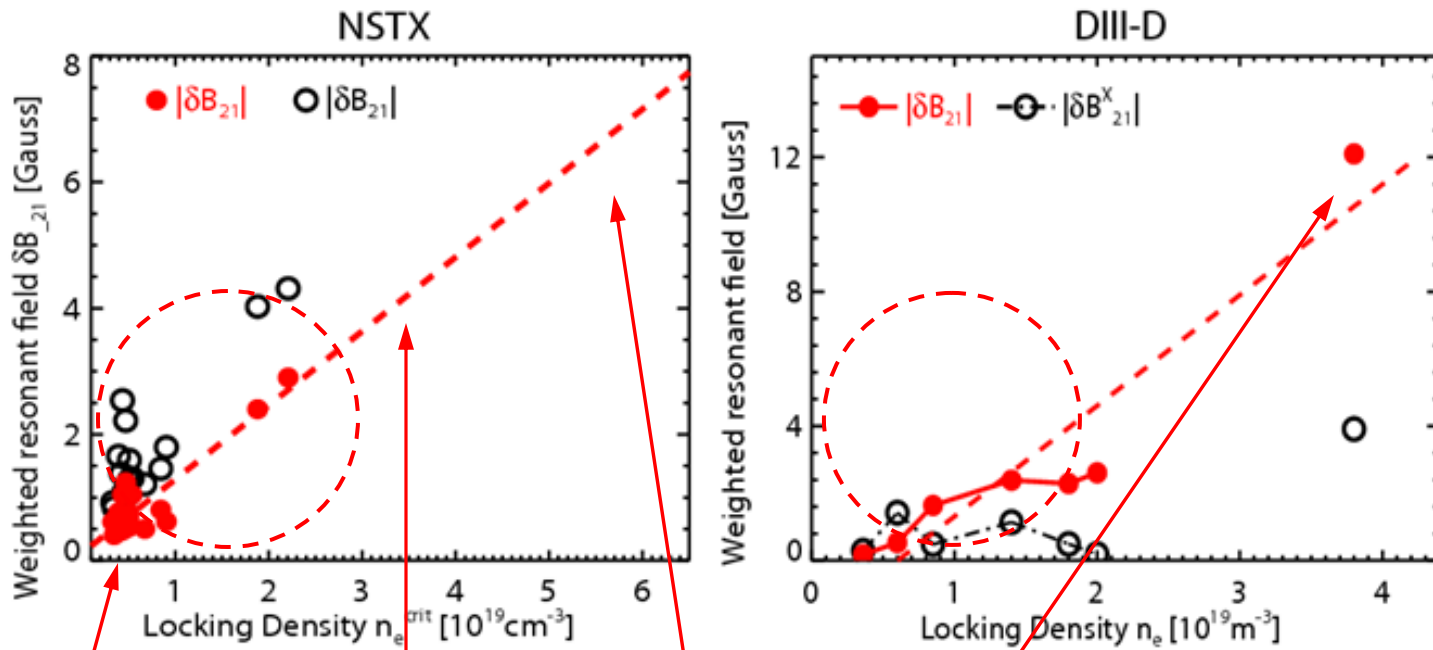 NSTX
DIII-D
Weighted resonant field δB_21 [Gauss]
8
6
4
2
0
|δB₂₁| |δB₂₁|
1 2 3 4 5 6
Locking Density nₑᶜʳⁱᵗ [10¹⁹cm⁻³]
Weighted resonant field [Gauss]
12
8
4
0
|δB₂₁| |δBˣ₂₁|
0 1 2 3 4
Locking Density nₑ [10¹⁹m⁻³]